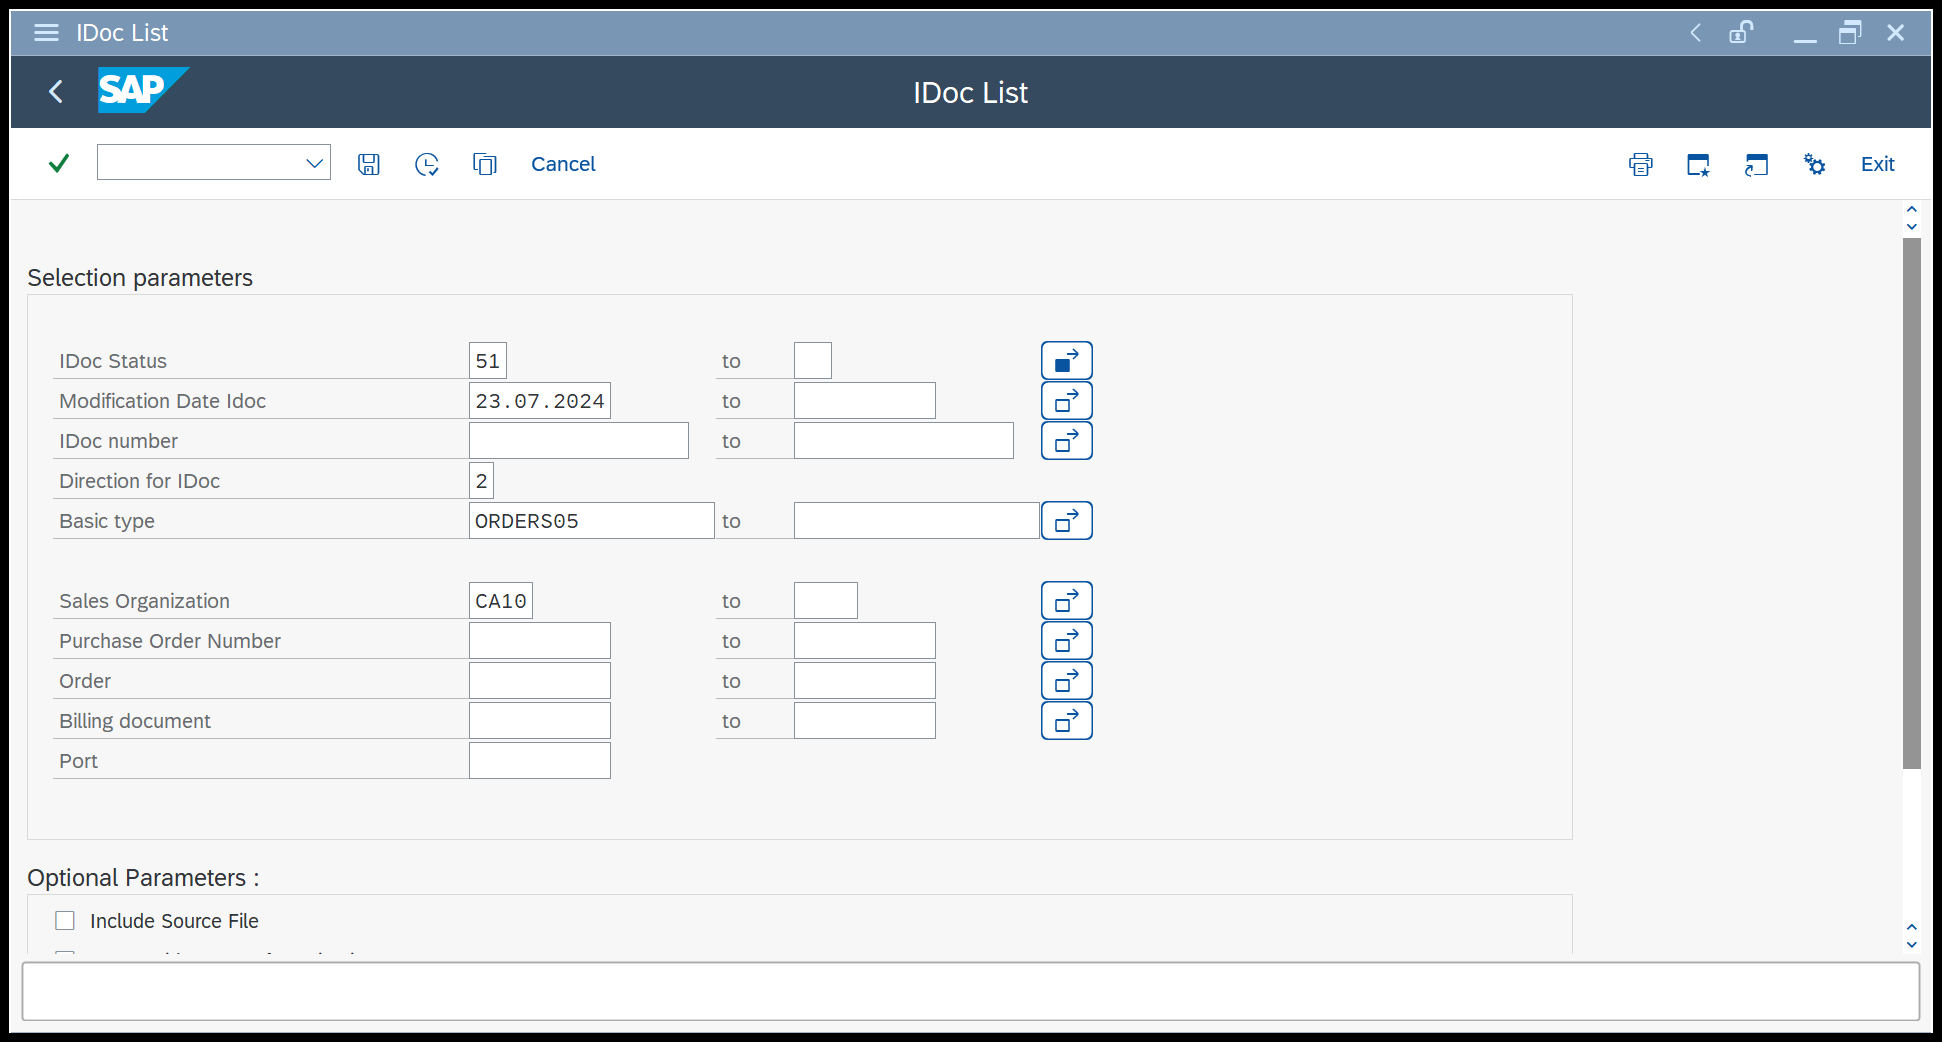 IDoc List
SAP
IDoc List
Cancel
Exit
Selection parameters
IDoc Status 51 to
Modification Date Idoc 23.07.2024 to
IDoc number to
Direction for IDoc 2
Basic type ORDERS05 to
Sales Organization CA10 to
Purchase Order Number to
Order to
Billing document to
Port
Optional Parameters :
Include Source File